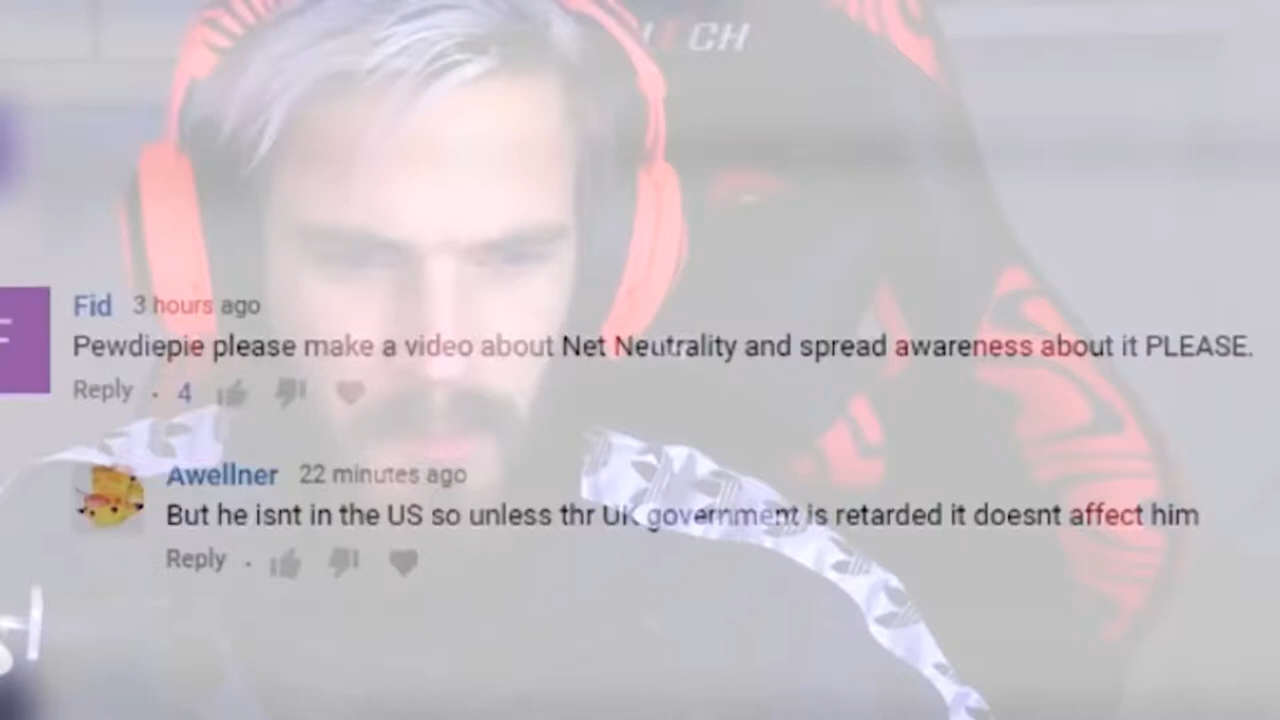 CH
F
Fid 3 hours ago
Pewdiepie please make a video about Net Neutrality and spread awareness about it PLEASE.
Reply · 4
Awellner 22 minutes ago
But he isnt in the US so unless thr UK government is retarded it doesnt affect him
Reply ·